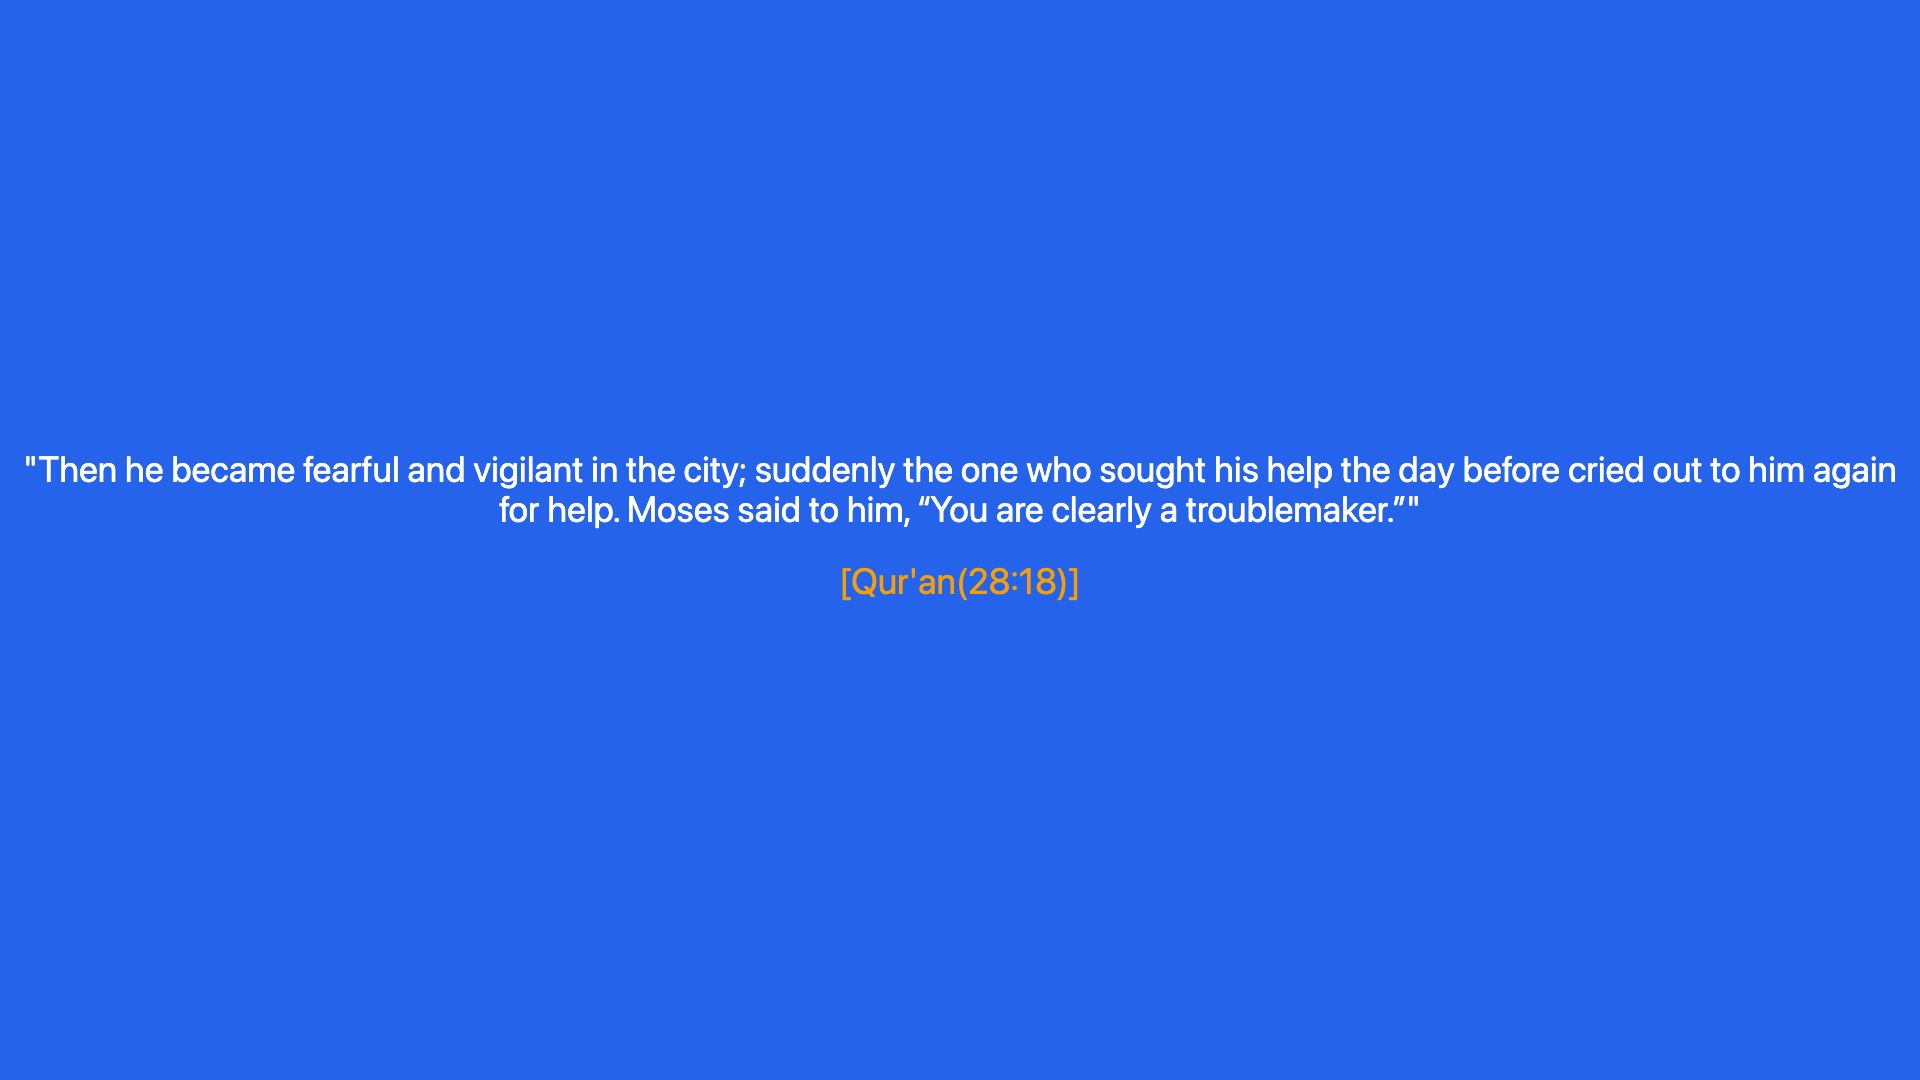 "Then he became fearful and vigilant in the city; suddenly the one who sought his help the day before cried out to him again
for help. Moses said to him, “You are clearly a troublemaker.”"
[Qur'an(28:18)]